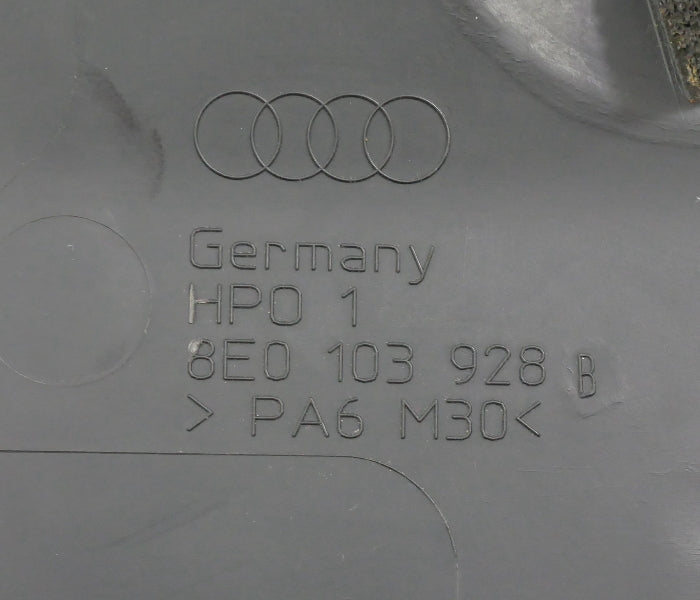 Germany
HPO 1
8E0 103 928 B
> PA6 M30<